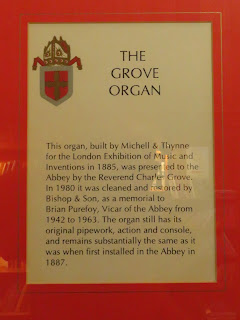 THE
GROVE
ORGAN
This organ, built by Michell & Thynne
for the London Exhibition of Music and
Inventions in 1885, was presented to the
Abbey by the Reverend Charles Grove.
In 1980 it was cleaned and restored by
Bishop & Son, as a memorial to
Brian Purefoy, Vicar of the Abbey from
1942 to 1963. The organ still has its
original pipework, action and console,
and remains substantially the same as it
was when first installed in the Abbey in
1887.